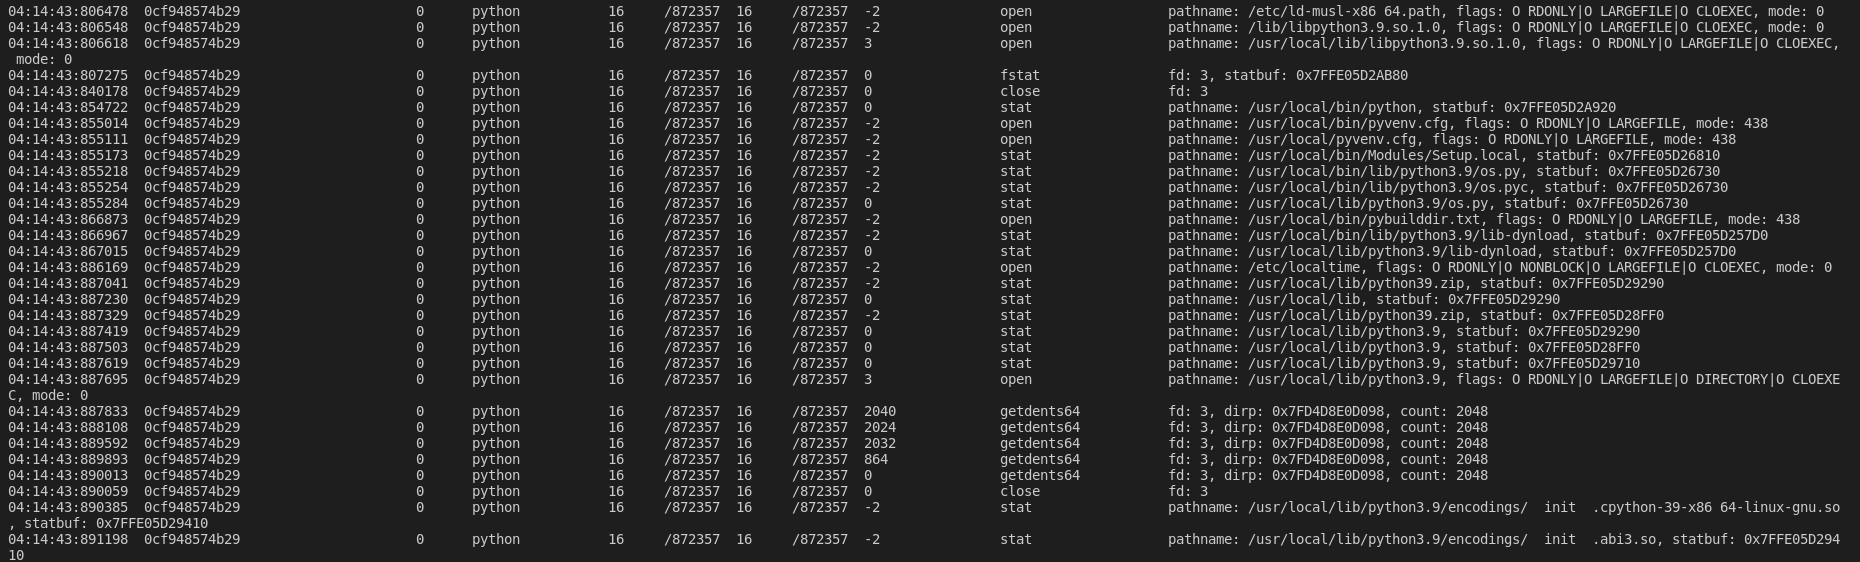 04:14:43:806478 0cf948574b29 0 python 16 /872357 16 /872357 -2 open pathname: /etc/ld-musl-x86 64.path, flags: O RDONLY|O LARGEFILE|O CLOEXEC, mode: 0
04:14:43:806548 0cf948574b29 0 python 16 /872357 16 /872357 -2 open pathname: /lib/libpython3.9.so.1.0, flags: O RDONLY|O LARGEFILE|O CLOEXEC, mode: 0
04:14:43:806618 0cf948574b29 0 python 16 /872357 16 /872357 3 open pathname: /usr/local/lib/libpython3.9.so.1.0, flags: O RDONLY|O LARGEFILE|O CLOEXEC,
mode: 0
04:14:43:807275 0cf948574b29 0 python 16 /872357 16 /872357 0 fstat fd: 3, statbuf: 0x7FFE05D2AB80
04:14:43:840178 0cf948574b29 0 python 16 /872357 16 /872357 0 close fd: 3
04:14:43:854722 0cf948574b29 0 python 16 /872357 16 /872357 0 stat pathname: /usr/local/bin/python, statbuf: 0x7FFE05D2A920
04:14:43:855014 0cf948574b29 0 python 16 /872357 16 /872357 -2 open pathname: /usr/local/bin/pyvenv.cfg, flags: O RDONLY|O LARGEFILE, mode: 438
04:14:43:855111 0cf948574b29 0 python 16 /872357 16 /872357 -2 open pathname: /usr/local/pyvenv.cfg, flags: O RDONLY|O LARGEFILE, mode: 438
04:14:43:855173 0cf948574b29 0 python 16 /872357 16 /872357 -2 stat pathname: /usr/local/bin/Modules/Setup.local, statbuf: 0x7FFE05D26810
04:14:43:855218 0cf948574b29 0 python 16 /872357 16 /872357 -2 stat pathname: /usr/local/bin/lib/python3.9/os.py, statbuf: 0x7FFE05D26730
04:14:43:855254 0cf948574b29 0 python 16 /872357 16 /872357 -2 stat pathname: /usr/local/bin/lib/python3.9/os.pyc, statbuf: 0x7FFE05D26730
04:14:43:855284 0cf948574b29 0 python 16 /872357 16 /872357 0 stat pathname: /usr/local/lib/python3.9/os.py, statbuf: 0x7FFE05D26730
04:14:43:866873 0cf948574b29 0 python 16 /872357 16 /872357 -2 open pathname: /usr/local/bin/pybuilddir.txt, flags: O RDONLY|O LARGEFILE, mode: 438
04:14:43:866967 0cf948574b29 0 python 16 /872357 16 /872357 -2 stat pathname: /usr/local/bin/lib/python3.9/lib-dynload, statbuf: 0x7FFE05D257D0
04:14:43:867015 0cf948574b29 0 python 16 /872357 16 /872357 0 stat pathname: /usr/local/lib/python3.9/lib-dynload, statbuf: 0x7FFE05D257D0
04:14:43:886169 0cf948574b29 0 python 16 /872357 16 /872357 -2 open pathname: /etc/localtime, flags: O RDONLY|O NONBLOCK|O LARGEFILE|O CLOEXEC, mode: 0
04:14:43:887041 0cf948574b29 0 python 16 /872357 16 /872357 -2 stat pathname: /usr/local/lib/python39.zip, statbuf: 0x7FFE05D29290
04:14:43:887230 0cf948574b29 0 python 16 /872357 16 /872357 0 stat pathname: /usr/local/lib, statbuf: 0x7FFE05D29290
04:14:43:887329 0cf948574b29 0 python 16 /872357 16 /872357 -2 stat pathname: /usr/local/lib/python39.zip, statbuf: 0x7FFE05D28FF0
04:14:43:887419 0cf948574b29 0 python 16 /872357 16 /872357 0 stat pathname: /usr/local/lib/python3.9, statbuf: 0x7FFE05D29290
04:14:43:887503 0cf948574b29 0 python 16 /872357 16 /872357 0 stat pathname: /usr/local/lib/python3.9, statbuf: 0x7FFE05D28FF0
04:14:43:887619 0cf948574b29 0 python 16 /872357 16 /872357 0 stat pathname: /usr/local/lib/python3.9, statbuf: 0x7FFE05D29710
04:14:43:887695 0cf948574b29 0 python 16 /872357 16 /872357 3 open pathname: /usr/local/lib/python3.9, flags: O RDONLY|O LARGEFILE|O DIRECTORY|O CLOEXE
C, mode: 0
04:14:43:887833 0cf948574b29 0 python 16 /872357 16 /872357 2040 getdents64 fd: 3, dirp: 0x7FD4D8E0D098, count: 2048
04:14:43:888108 0cf948574b29 0 python 16 /872357 16 /872357 2024 getdents64 fd: 3, dirp: 0x7FD4D8E0D098, count: 2048
04:14:43:889592 0cf948574b29 0 python 16 /872357 16 /872357 2032 getdents64 fd: 3, dirp: 0x7FD4D8E0D098, count: 2048
04:14:43:889893 0cf948574b29 0 python 16 /872357 16 /872357 864 getdents64 fd: 3, dirp: 0x7FD4D8E0D098, count: 2048
04:14:43:890013 0cf948574b29 0 python 16 /872357 16 /872357 0 getdents64 fd: 3, dirp: 0x7FD4D8E0D098, count: 2048
04:14:43:890059 0cf948574b29 0 python 16 /872357 16 /872357 0 close fd: 3
04:14:43:890385 0cf948574b29 0 python 16 /872357 16 /872357 -2 stat pathname: /usr/local/lib/python3.9/encodings/ init .cpython-39-x86 64-linux-gnu.so
, statbuf: 0x7FFE05D29410
04:14:43:891198 0cf948574b29 0 python 16 /872357 16 /872357 -2 stat pathname: /usr/local/lib/python3.9/encodings/ init .abi3.so, statbuf: 0x7FFE05D294
10